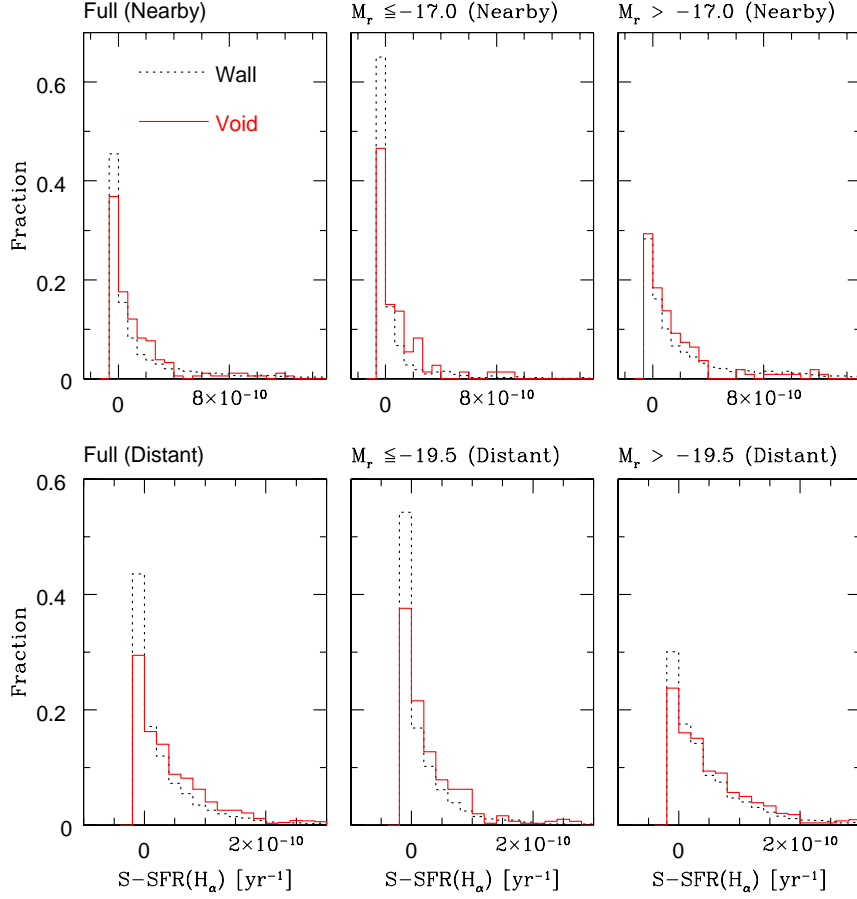 Full (Nearby)
M_r ≦−17.0 (Nearby)
M_r > −17.0 (Nearby)
Wall
Void
Fraction
0.6
0.4
0.2
0
0
8×10⁻¹⁰
0
8×10⁻¹⁰
0
8×10⁻¹⁰
Full (Distant)
M_r ≦−19.5 (Distant)
M_r > −19.5 (Distant)
Fraction
0.6
0.4
0.2
0
0
2×10⁻¹⁰
0
2×10⁻¹⁰
0
2×10⁻¹⁰
S−SFR(H_α) [yr⁻¹]
S−SFR(H_α) [yr⁻¹]
S−SFR(H_α) [yr⁻¹]